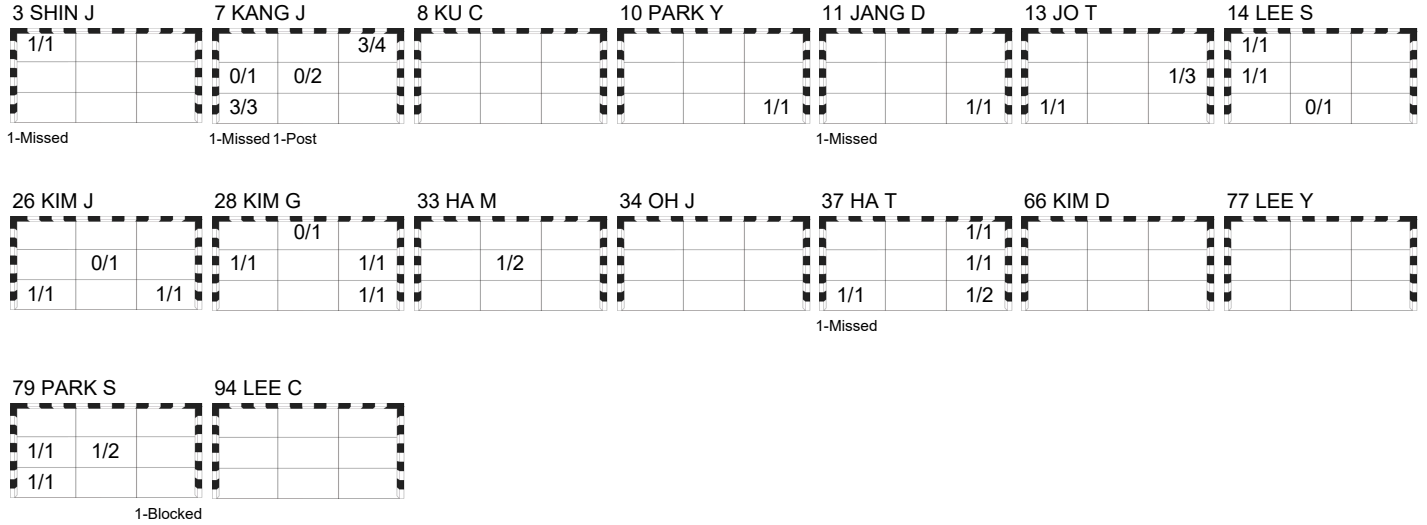 3 SHIN J 7 KANG J 8 KU C 10 PARK Y 11 JANG D 13 JO T 14 LEE S
1/1 3/4 1/1
0/1 0/2 1/3 1/1
3/3 1/1 1/1 1/1 0/1
1-Missed 1-Missed 1-Post 1-Missed
26 KIM J 28 KIM G 33 HA M 34 OH J 37 HA T 66 KIM D 77 LEE Y
0/1 1/1
0/1 1/1 1/1 1/2 1/1
1/1 1/1 1/1 1/1 1/2
1-Missed
79 PARK S 94 LEE C
1/1 1/2
1/1
1-Blocked